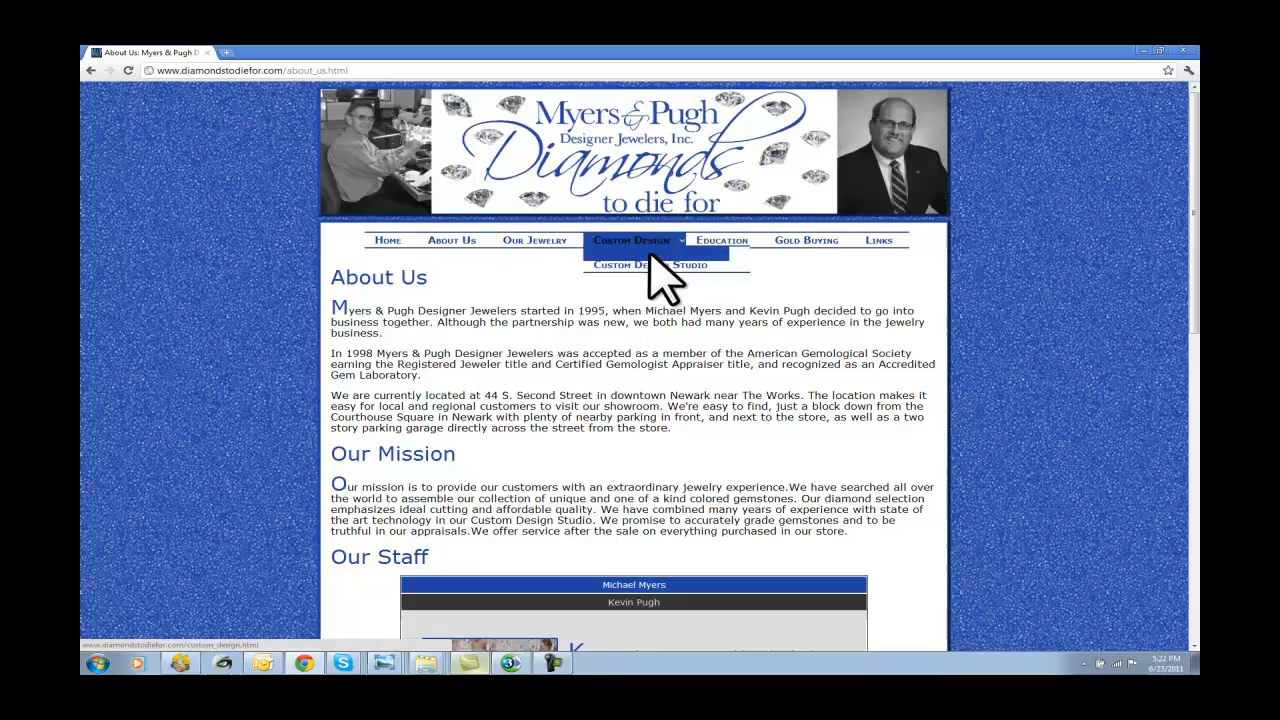 About Us: Myers & Pugh D
www.diamondstodiefor.com/about_us.html
Myers & Pugh
Designer Jewelers, Inc.
Diamonds
to die for
Home About Us Our Jewelry Custom Design Education Gold Buying Links
Custom Studio
About Us
Myers & Pugh Designer Jewelers started in 1995, when Michael Myers and Kevin Pugh decided to go into
business together. Although the partnership was new, we both had many years of experience in the jewelry
business.
In 1998 Myers & Pugh Designer Jewelers was accepted as a member of the American Gemological Society
earning the Registered Jeweler title and Certified Gemologist Appraiser title, and recognized as an Accredited
Gem Laboratory.
We are currently located at 44 S. Second Street in downtown Newark near The Works. The location makes it
easy for local and regional customers to visit our showroom. We're easy to find, just a block down from the
Courthouse Square in Newark with plenty of nearby parking in front, and next to the store, as well as a two
story parking garage directly across the street from the store.
Our Mission
Our mission is to provide our customers with an extraordinary jewelry experience.We have searched all over
the world to assemble our collection of unique and one of a kind colored gemstones. Our diamond selection
emphasizes ideal cutting and affordable quality. We have combined many years of experience with state of
the art technology in our Custom Design Studio. We promise to accurately grade gemstones and to be
truthful in our appraisals.We offer service after the sale on everything purchased in our store.
Our Staff
Michael Myers
Kevin Pugh
www.diamondstodiefor.com/custom_design.html
5:22 PM
6/23/2011